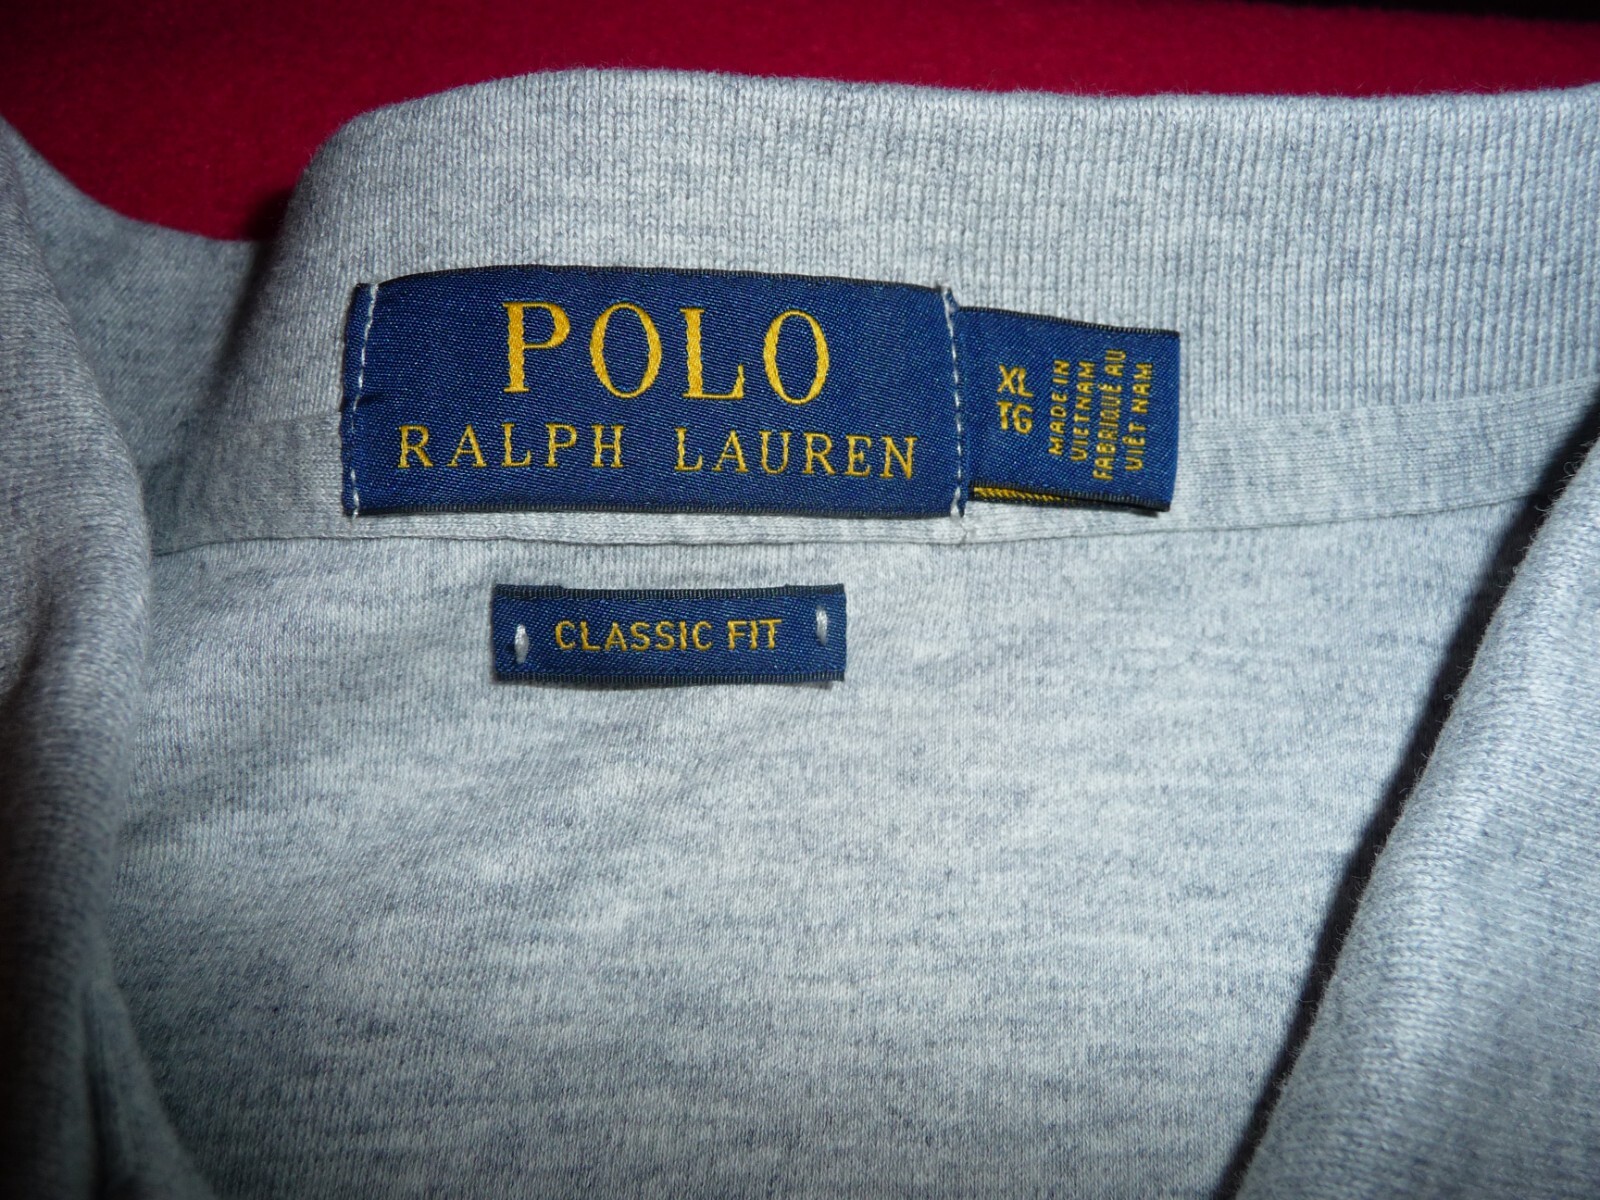 POLO
RALPH LAUREN
XL
TG
MADE IN
VIETNAM
FABRIQUÉ AU
VIÊT NAM
CLASSIC FIT